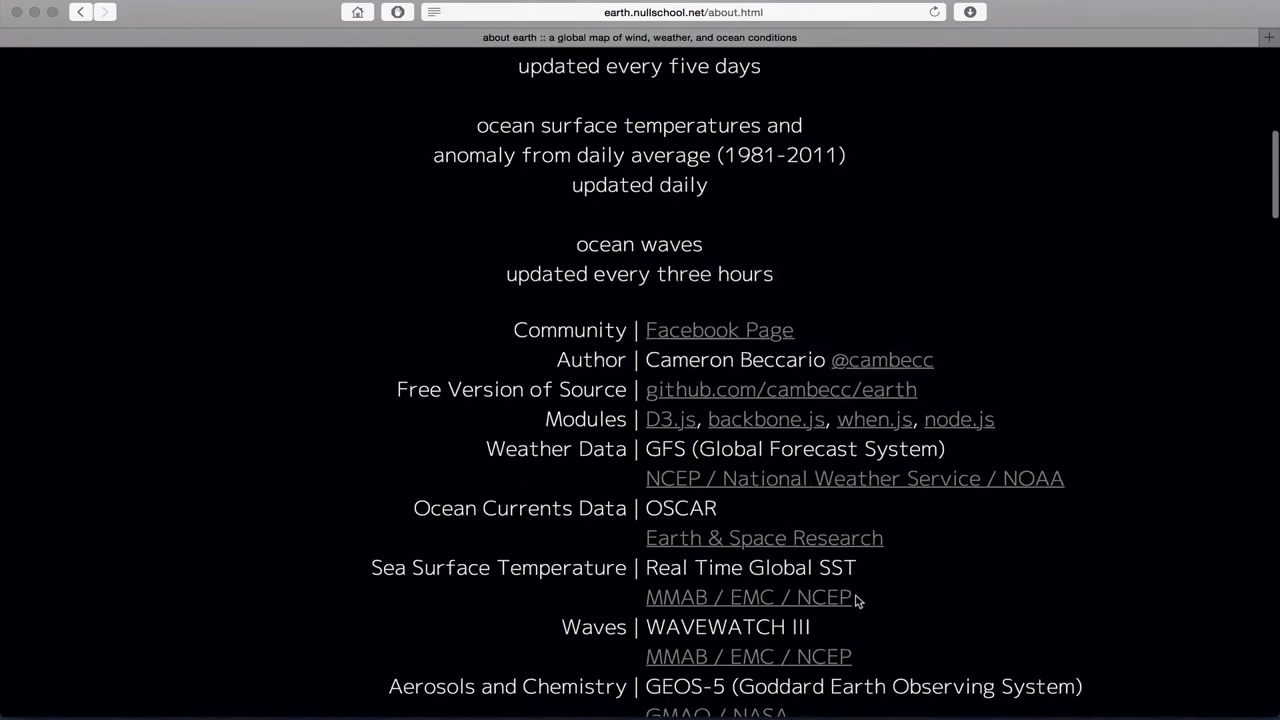 earth.nullschool.net/about.html
about earth :: a global map of wind, weather, and ocean conditions
updated every five days
ocean surface temperatures and
anomaly from daily average (1981-2011)
updated daily
ocean waves
updated every three hours
Community | Facebook Page
Author | Cameron Beccario @cambecc
Free Version of Source | github.com/cambecc/earth
Modules | D3.js, backbone.js, when.js, node.js
Weather Data | GFS (Global Forecast System)
NCEP / National Weather Service / NOAA
Ocean Currents Data | OSCAR
Earth & Space Research
Sea Surface Temperature | Real Time Global SST
MMAB / EMC / NCEP
Waves | WAVEWATCH III
MMAB / EMC / NCEP
Aerosols and Chemistry | GEOS-5 (Goddard Earth Observing System)
GMAO / NASA